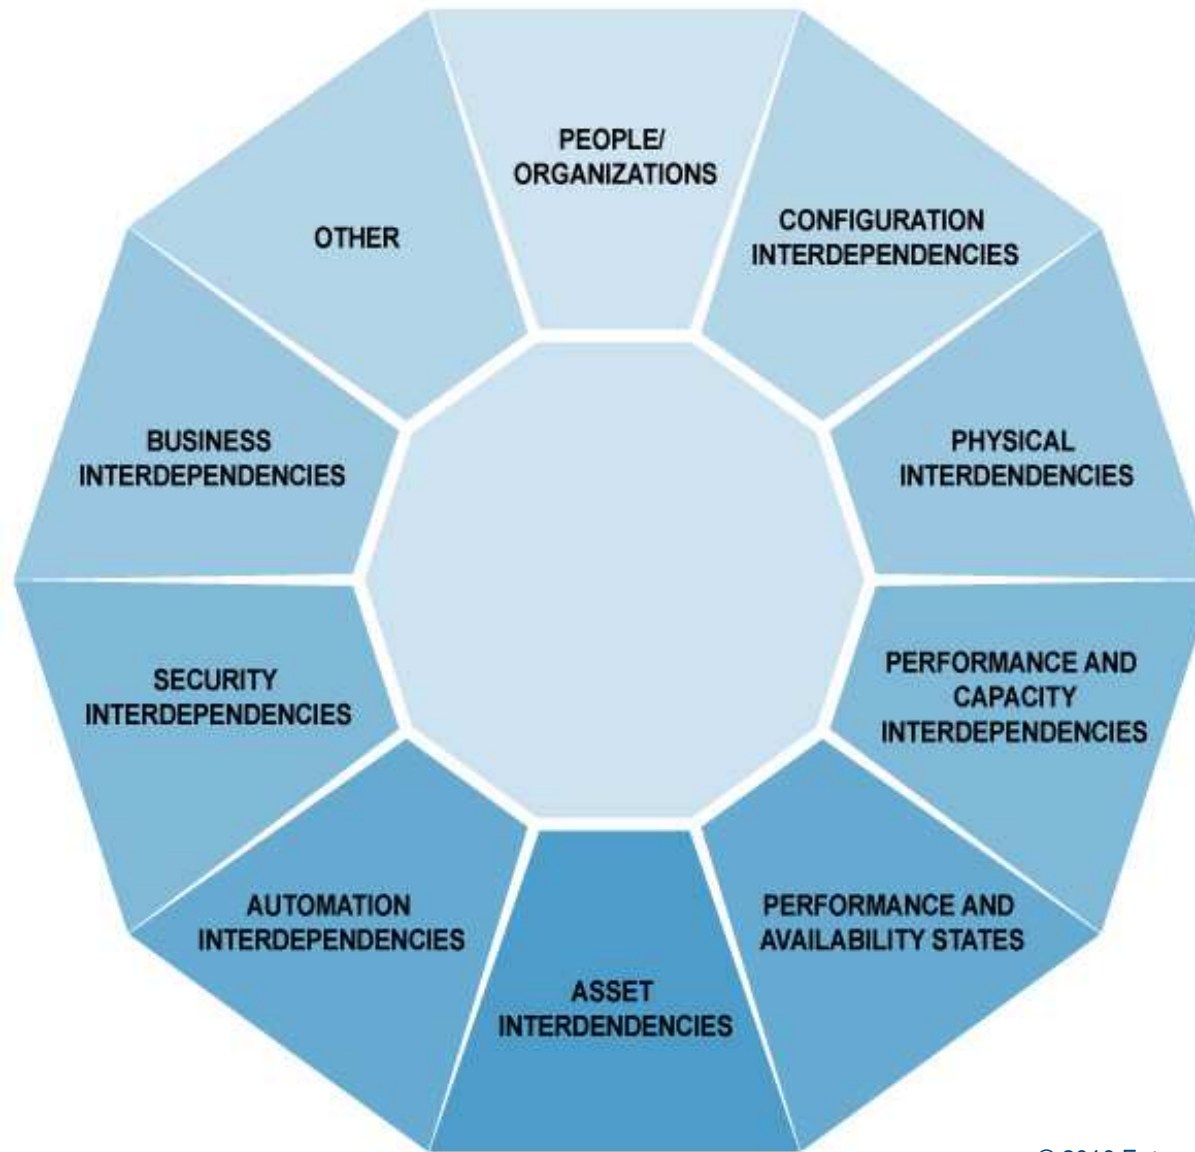 PEOPLE/
ORGANIZATIONS
CONFIGURATION
INTERDEPENDENCIES
PHYSICAL
INTERDENDENCIES
PERFORMANCE AND
CAPACITY
INTERDEPENDENCIES
PERFORMANCE AND
AVAILABILITY STATES
ASSET
INTERDENDENCIES
AUTOMATION
INTERDEPENDENCIES
SECURITY
INTERDEPENDENCIES
BUSINESS
INTERDEPENDENCIES
OTHER